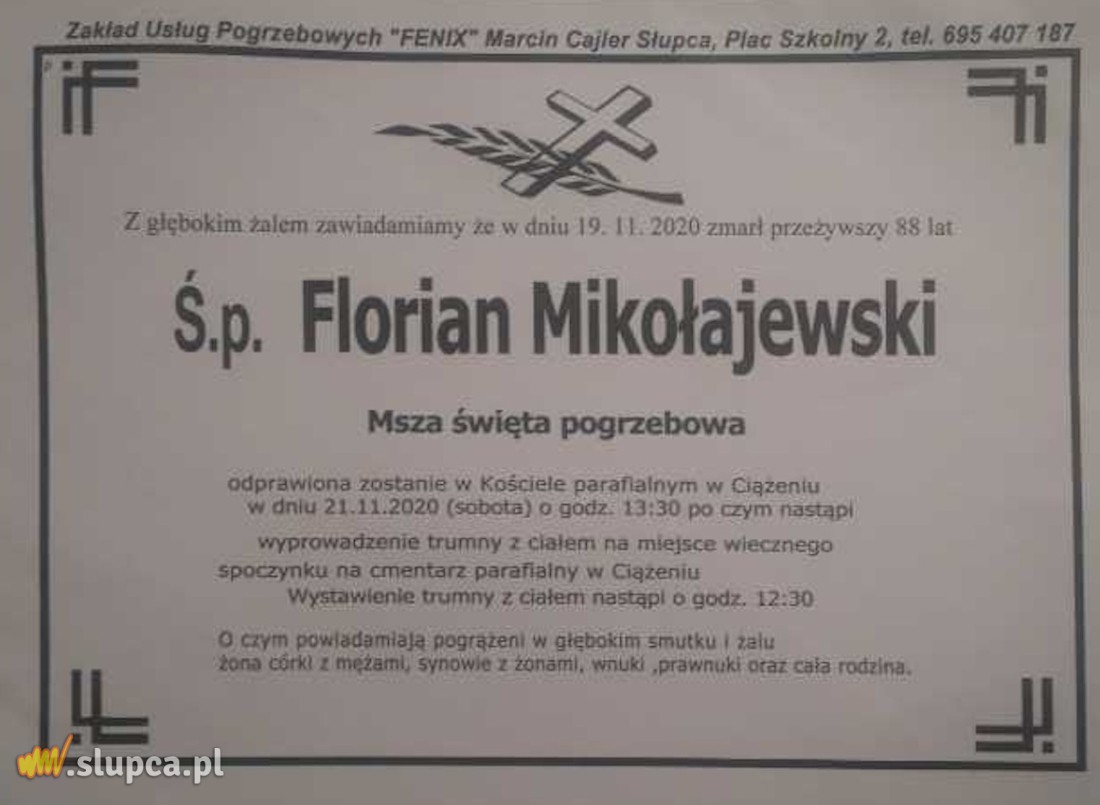 Zakład Usług Pogrzebowych "FENIX" Marcin Cajler Słupca, Plac Szkolny 2, tel. 695 407 187
Z głębokim żalem zawiadamiamy że w dniu 19. 11. 2020 zmarł przeżywszy 88 lat
Ś.p. Florian Mikołajewski
Msza święta pogrzebowa
odprawiona zostanie w Kościele parafialnym w Ciążeniu
w dniu 21.11.2020 (sobota) o godz. 13:30 po czym nastąpi
wyprowadzenie trumny z ciałem na miejsce wiecznego
spoczynku na cmentarz parafialny w Ciążeniu
Wystawienie trumny z ciałem nastąpi o godz. 12:30
O czym powiadamiają pogrążeni w głębokim smutku i żalu
żona córki z mężami, synowie z żonami, wnuki ,prawnuki oraz cała rodzina.
.slupca.pl